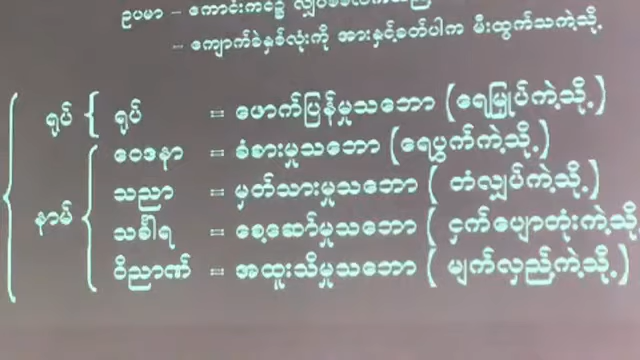 ဥပမာ – ကောင်းကင်၌ လျှပ်စစ်လက်သည်
– ကျောက်ခဲနှစ်လုံးကို အားနှင့်ခတ်ပါက မီးထွက်သကဲ့သို့
ရုပ် { ရုပ် = ဖောက်ပြန်မှုသဘော (ရေမြှုပ်ကဲ့သို့)
ဝေဒနာ = ခံစားမှုသဘော (ရေပွက်ကဲ့သို့)
သညာ = မှတ်သားမှုသဘော ( တံလျှပ်ကဲ့သို့)
နာမ် { သင်္ခါရ = စေ့ဆော်မှုသဘော ( ငှက်ပျောတုံးကဲ့သို့
ဝိညာဏ် = အထူးသိမှုသဘော ( မျက်လှည့်ကဲ့သို့)